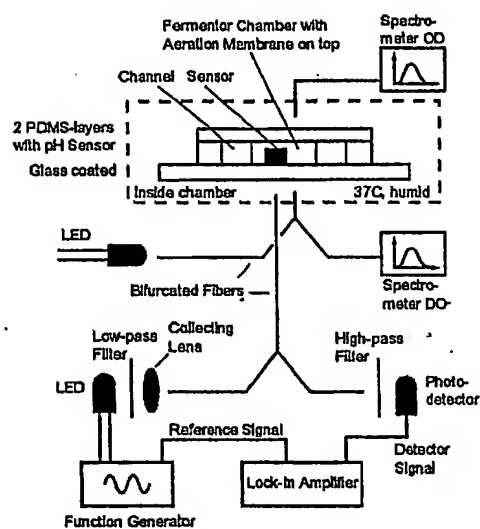 Fermentor Chamber with
Aeration Membrane on top
Spectro-
meter OD
Channel Sensor
2 PDMS-layers
with pH Sensor
Glass coated
Inside chamber
37C, humid
LED
Bifurcated Fibers
Spectro-
meter DO
Low-pass
Filter
Collecting
Lens
High-pass
Filter
LED
Photo-
detector
Reference Signal
Detector
Signal
Lock-In Amplifier
Function Generator